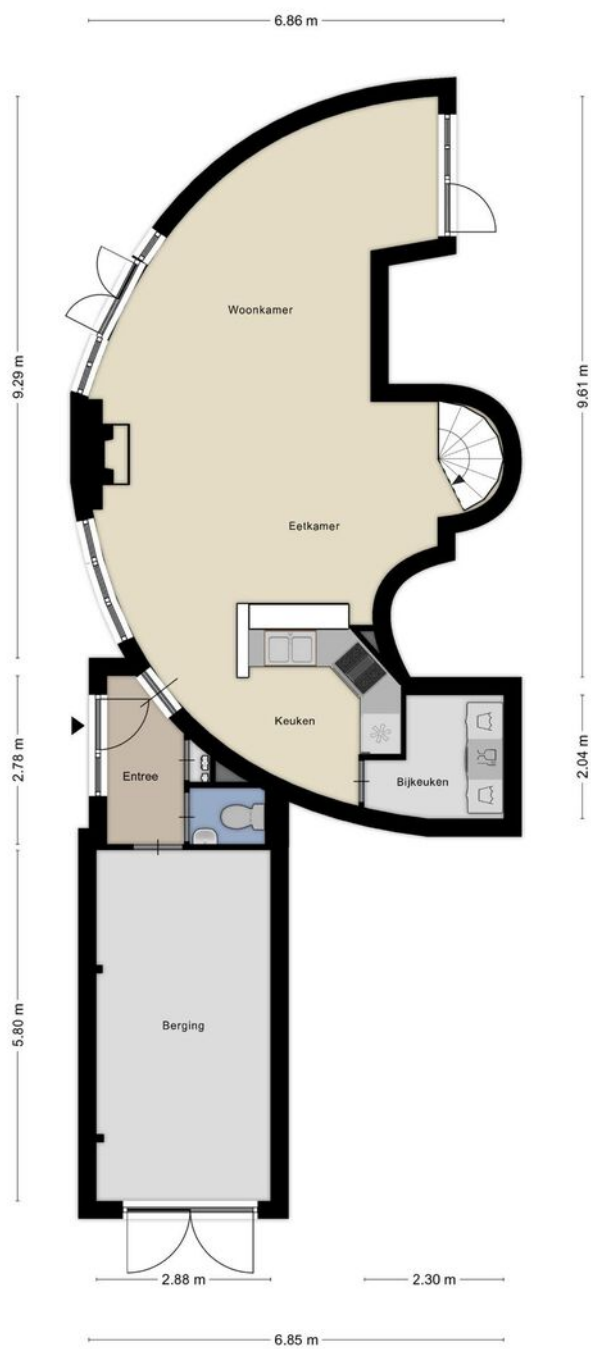 6.86 m
9.29 m
9.61 m
Woonkamer
Eetkamer
Keuken
2.78 m
Entree
Bijkeuken
2.04 m
5.80 m
Berging
2.88 m
2.30 m
6.85 m